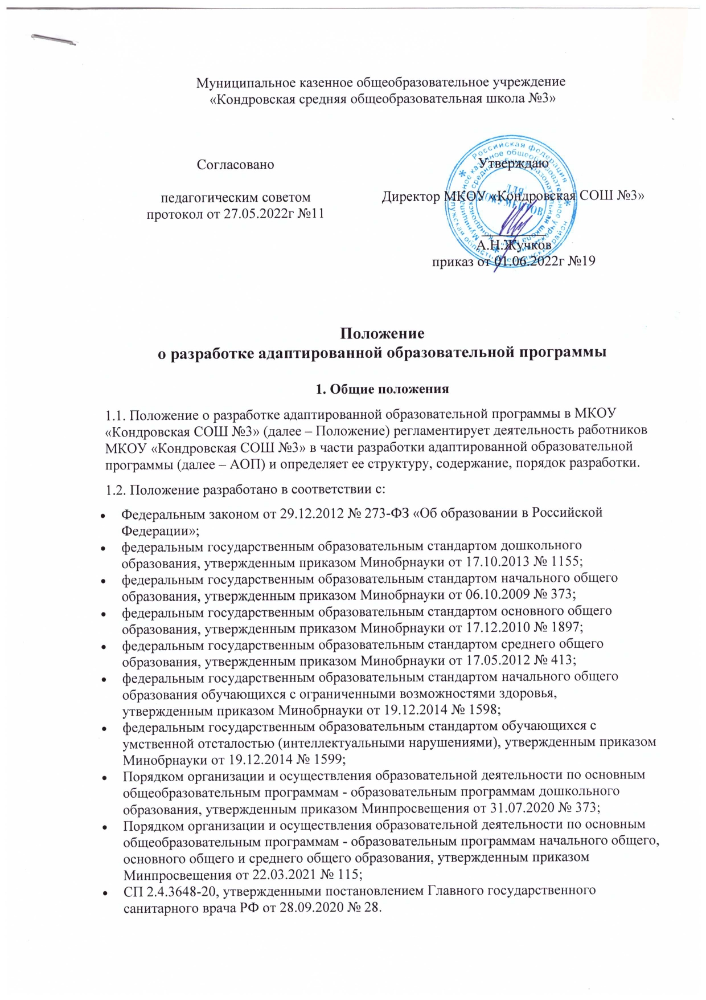 Муниципальное казенное общеобразовательное учреждение
«Кондровская средняя общеобразовательная школа №3»
Согласовано
педагогическим советом
протокол от 27.05.2022г №11
Утверждаю
Директор МКОУ «Кондровская СОШ №3»
А.Н.Жучков
приказ от 01.06.2022г №19
Российская Федерация
ДЛЯ
ДОКУМЕНТОВ
Положение
о разработке адаптированной образовательной программы
1. Общие положения
1.1. Положение о разработке адаптированной образовательной программы в МКОУ
«Кондровская СОШ №3» (далее – Положение) регламентирует деятельность работников
МКОУ «Кондровская СОШ №3» в части разработки адаптированной образовательной
программы (далее – АОП) и определяет ее структуру, содержание, порядок разработки.
1.2. Положение разработано в соответствии с:
• Федеральным законом от 29.12.2012 № 273-ФЗ «Об образовании в Российской
Федерации»;
• федеральным государственным образовательным стандартом дошкольного
образования, утвержденным приказом Минобрнауки от 17.10.2013 № 1155;
• федеральным государственным образовательным стандартом начального общего
образования, утвержденным приказом Минобрнауки от 06.10.2009 № 373;
• федеральным государственным образовательным стандартом основного общего
образования, утвержденным приказом Минобрнауки от 17.12.2010 № 1897;
• федеральным государственным образовательным стандартом среднего общего
образования, утвержденным приказом Минобрнауки от 17.05.2012 № 413;
• федеральным государственным образовательным стандартом начального общего
образования обучающихся с ограниченными возможностями здоровья,
утвержденным приказом Минобрнауки от 19.12.2014 № 1598;
• федеральным государственным образовательным стандартом обучающихся с
умственной отсталостью (интеллектуальными нарушениями), утвержденным приказом
Минобрнауки от 19.12.2014 № 1599;
• Порядком организации и осуществления образовательной деятельности по основным
общеобразовательным программам - образовательным программам дошкольного
образования, утвержденным приказом Минпросвещения от 31.07.2020 № 373;
• Порядком организации и осуществления образовательной деятельности по основным
общеобразовательным программам - образовательным программам начального общего,
основного общего и среднего общего образования, утвержденным приказом
Минпросвещения от 22.03.2021 № 115;
• СП 2.4.3648-20, утвержденными постановлением Главного государственного
санитарного врача РФ от 28.09.2020 № 28.